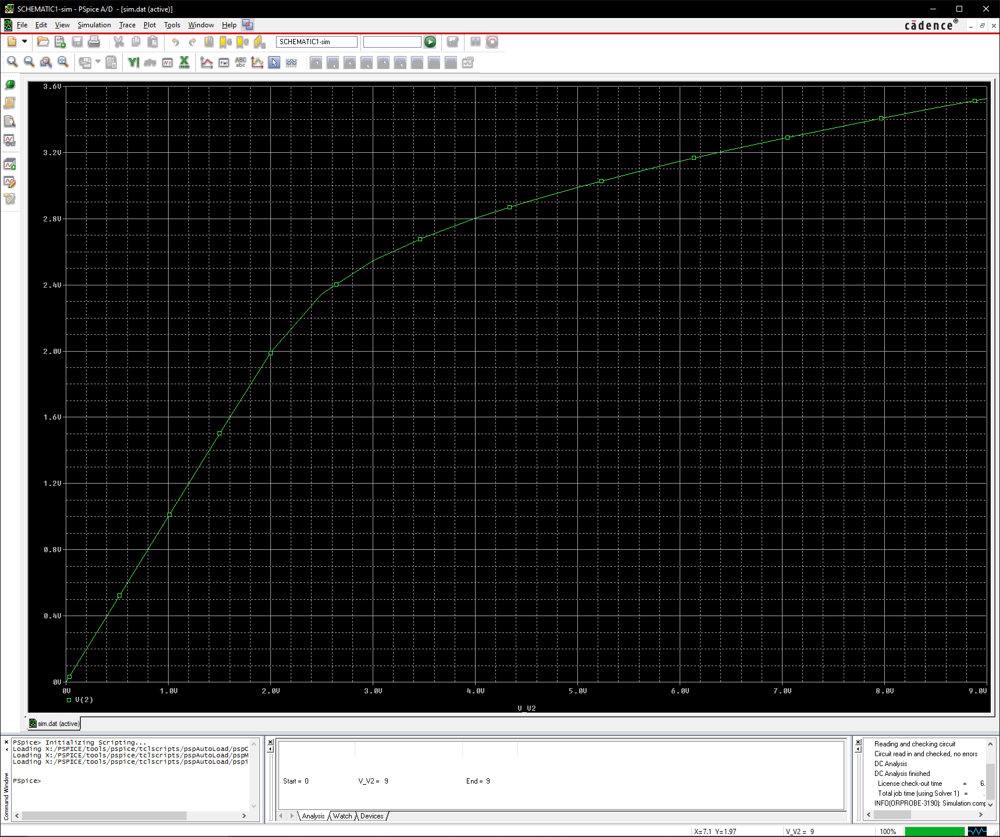 SCHEMATIC1-sim - PSpice A/D - [sim.dat (active)]
File Edit View Simulation Trace Plot Tools Window Help
cādence®
SCHEMATIC1-sim
3.6V
3.2V
2.8V
2.4V
2.0V
1.6V
1.2V
0.8V
0.4V
0V
0V 1.0V 2.0V 3.0V 4.0V 5.0V 6.0V 7.0V 8.0V 9.0V
V(2)
V_V2
sim.dat (active)
Command Window
PSpice> Initializing Scripting...
Loading X:/PSPICE/tools/pspice/tclscripts/pspAutoLoad/pspC
Loading X:/PSPICE/tools/pspice/tclscripts/pspAutoLoad/pspM
Loading X:/PSPICE/tools/pspice/tclscripts/pspAutoLoad/pspi
PSpice>
Start = 0 V_V2 = 9 End = 9
Analysis Watch Devices
Reading and checking circuit
Circuit read in and checked, no errors
DC Analysis
DC Analysis finished
License check-out time = 6.
Total job time (using Solver 1) = .
INFO(ORPROBE-3190): Simulation comp
X=7.1 Y=1.97 V_V2 = 9 100%